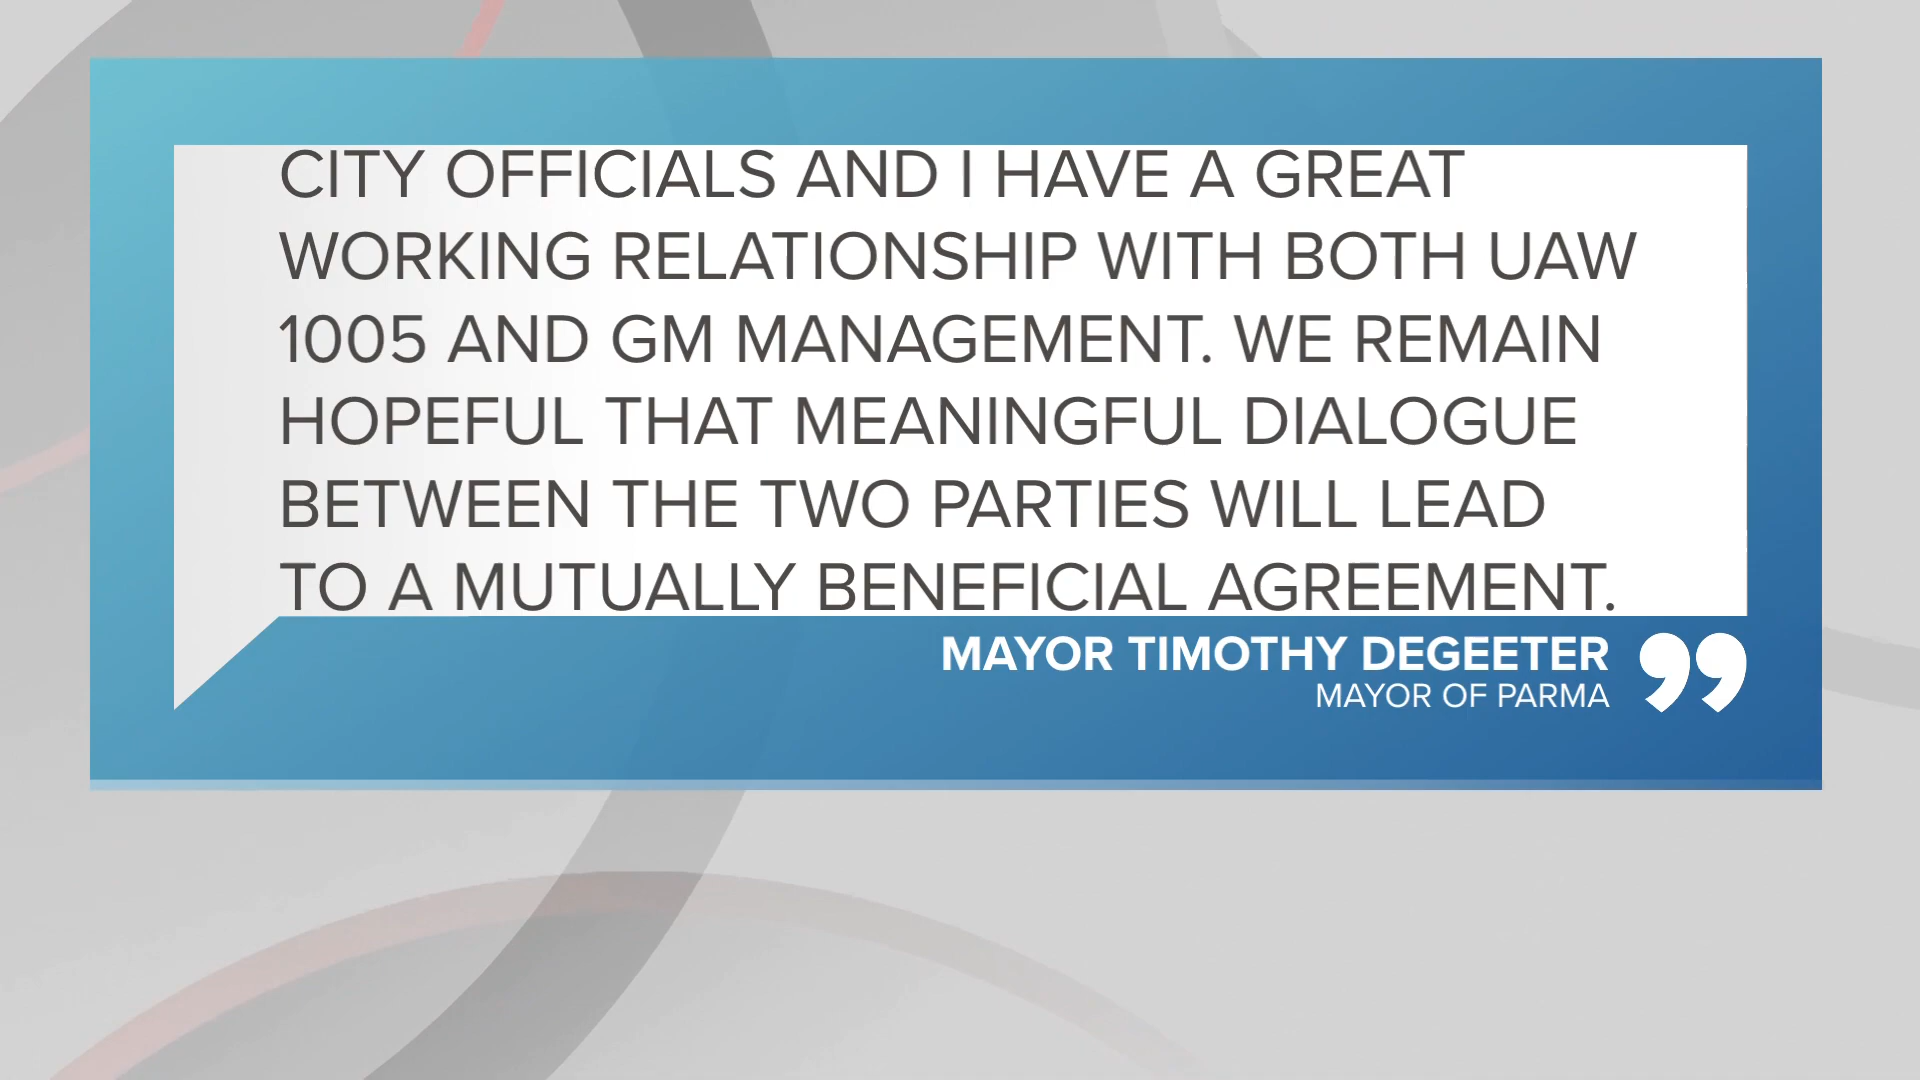 CITY OFFICIALS AND I HAVE A GREAT
WORKING RELATIONSHIP WITH BOTH UAW
1005 AND GM MANAGEMENT. WE REMAIN
HOPEFUL THAT MEANINGFUL DIALOGUE
BETWEEN THE TWO PARTIES WILL LEAD
TO A MUTUALLY BENEFICIAL AGREEMENT.
MAYOR TIMOTHY DEGEETER ”
MAYOR OF PARMA